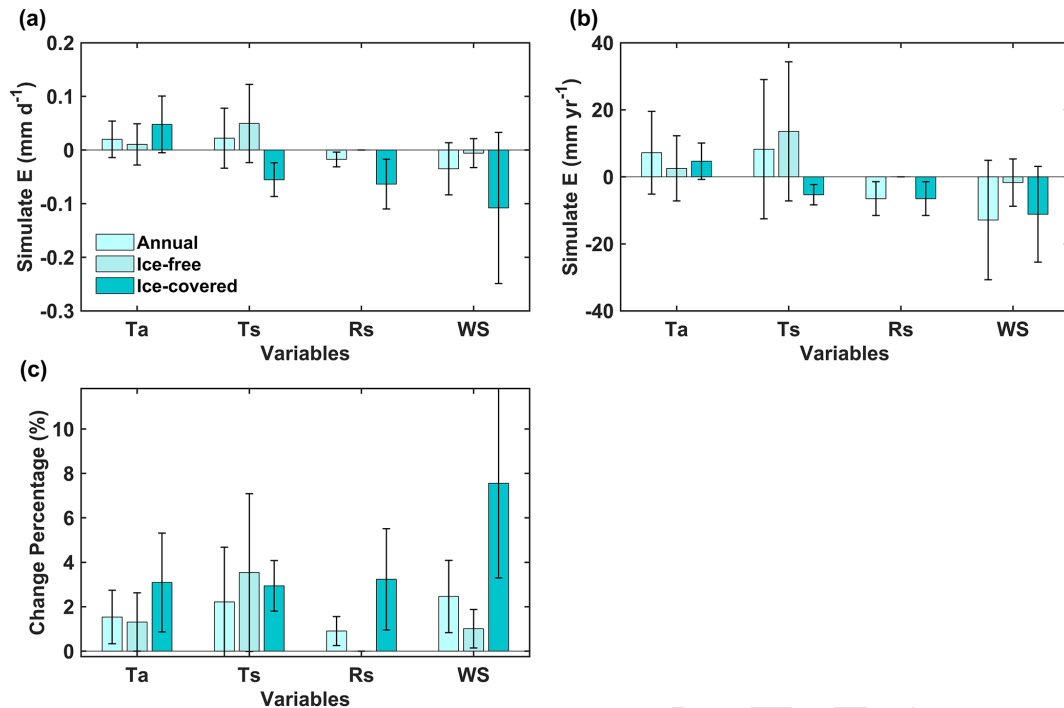 (a)
0.2
0.1
0
-0.1
-0.2
-0.3
Simulate E (mm d-1)
Annual
Ice-free
Ice-covered
Ta Ts Rs WS
Variables
(b)
40
20
0
-20
-40
Simulate E (mm yr-1)
Ta Ts Rs WS
Variables
(c)
10
8
6
4
2
0
Change Percentage (%)
Ta Ts Rs WS
Variables